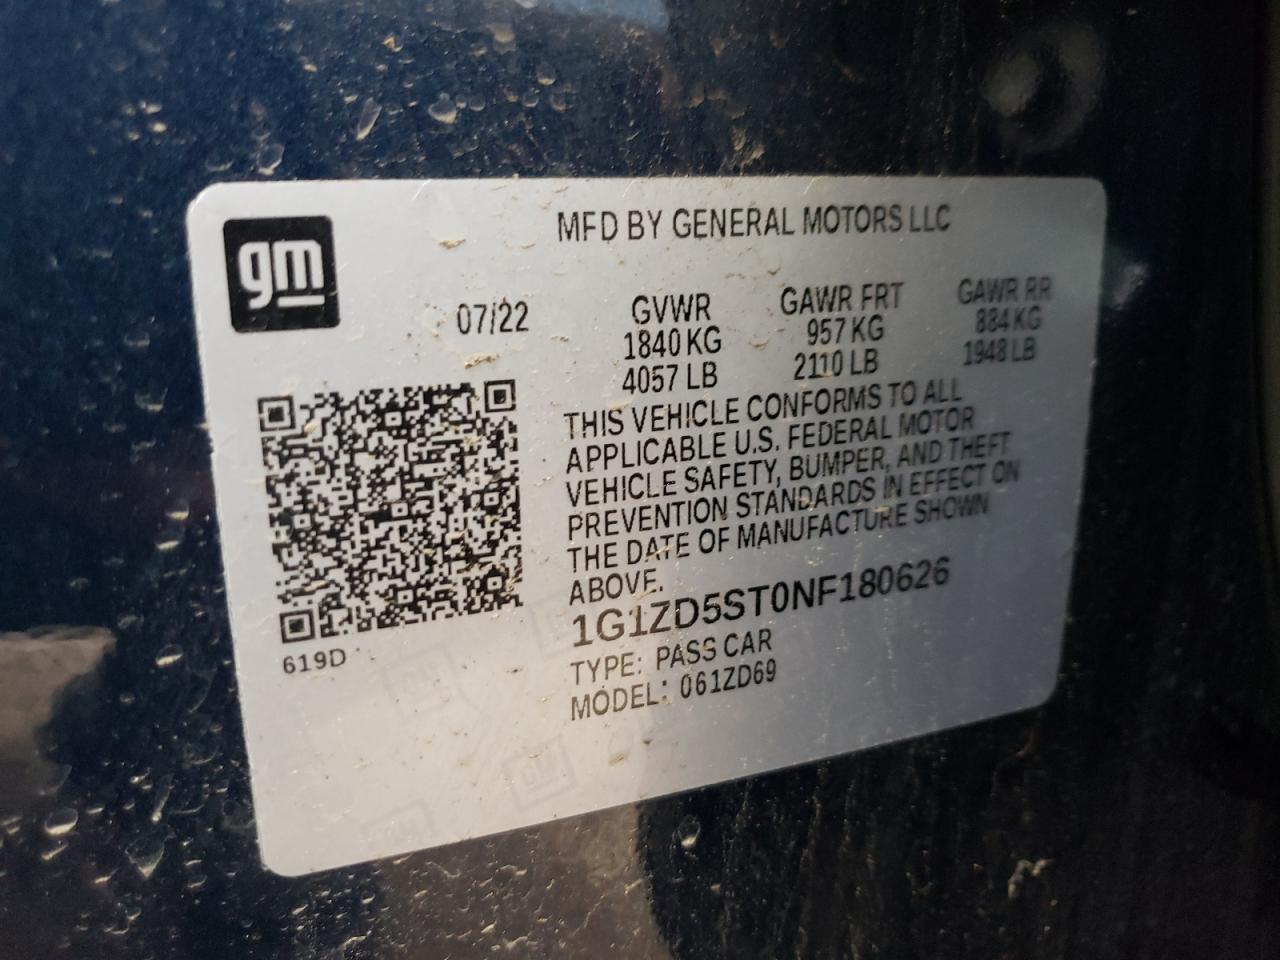 gm
MFD BY GENERAL MOTORS LLC
07/22
GVWR GAWR FRT GAWR RR
1840 KG 957 KG 884 KG
4057 LB 2110 LB 1948 LB
THIS VEHICLE CONFORMS TO ALL
APPLICABLE U.S. FEDERAL MOTOR
VEHICLE SAFETY, BUMPER, AND THEFT
PREVENTION STANDARDS IN EFFECT ON
THE DATE OF MANUFACTURE SHOWN
ABOVE.
1G1ZD5ST0NF180626
TYPE: PASS CAR
MODEL: 061ZD69
619D
GM
GM